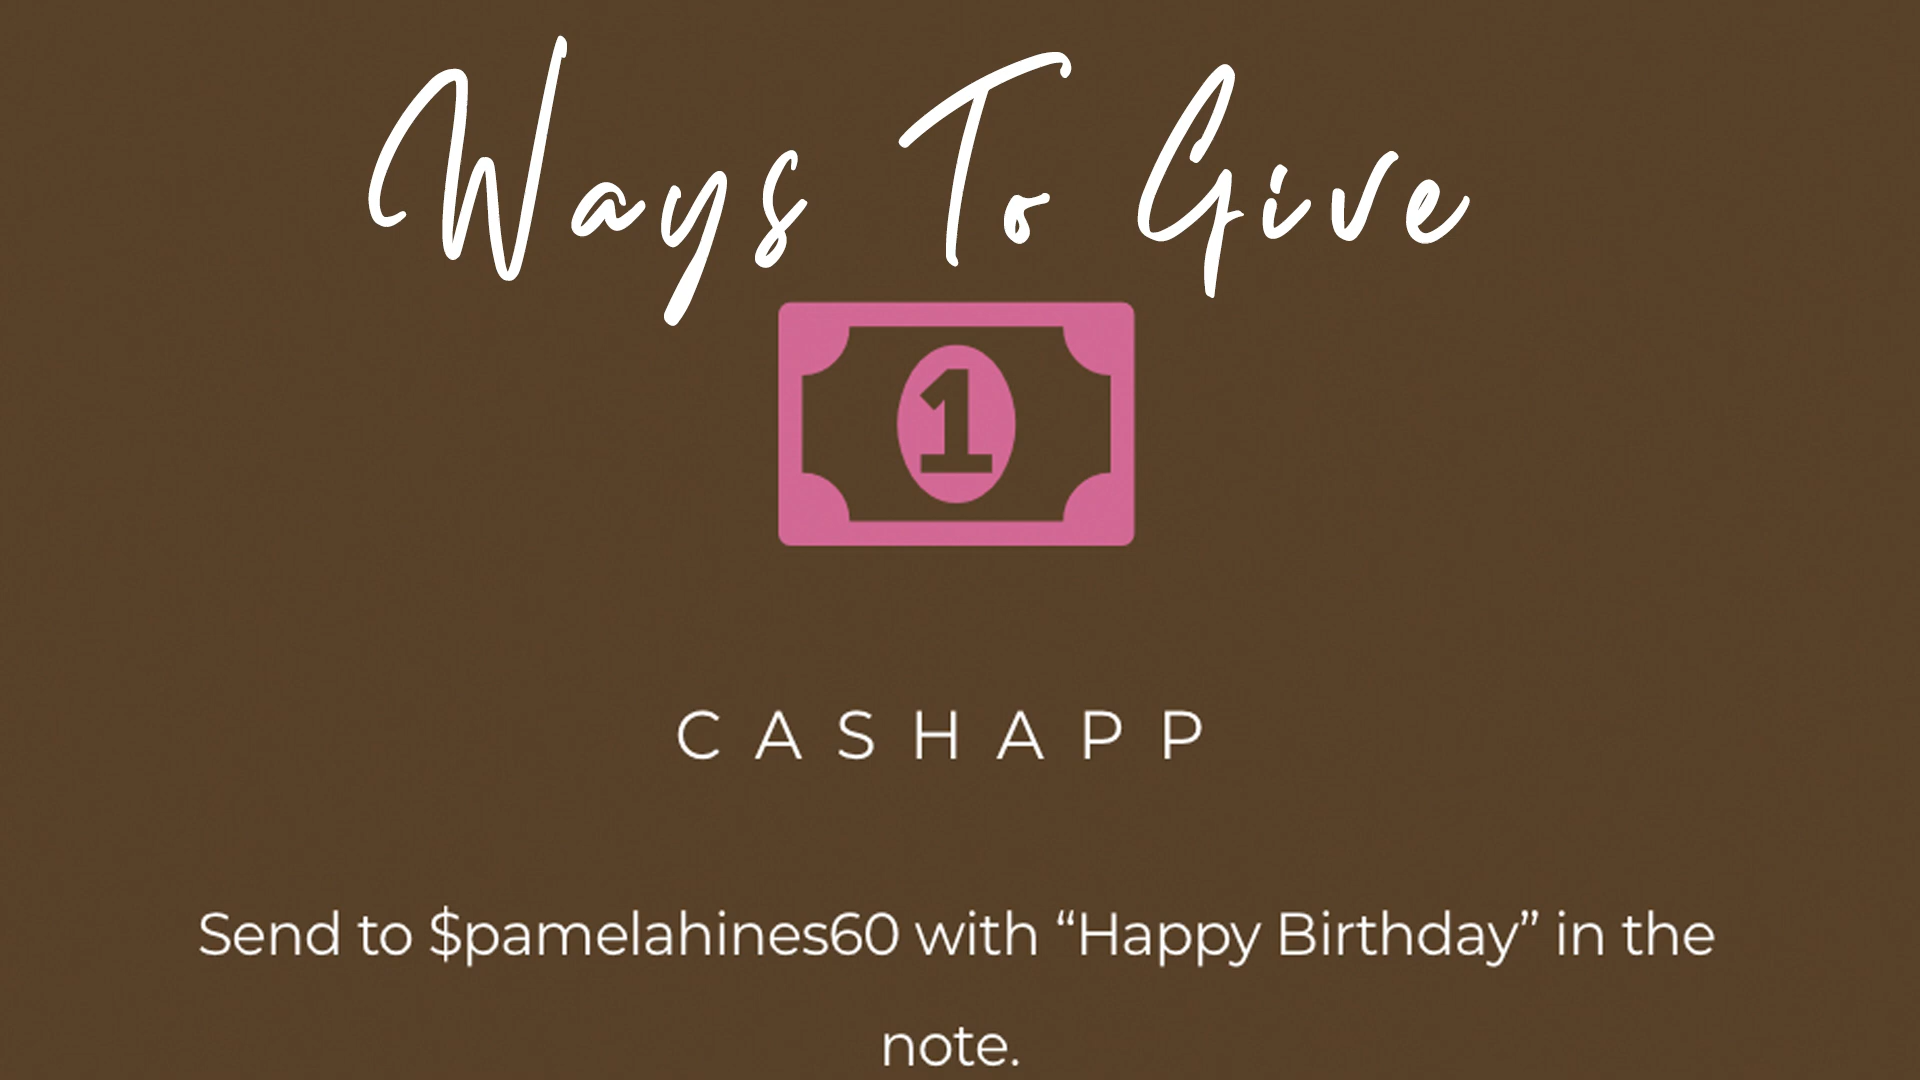 Ways To Give
1
CASHAPP
Send to $pamelahines60 with “Happy Birthday” in the
note.